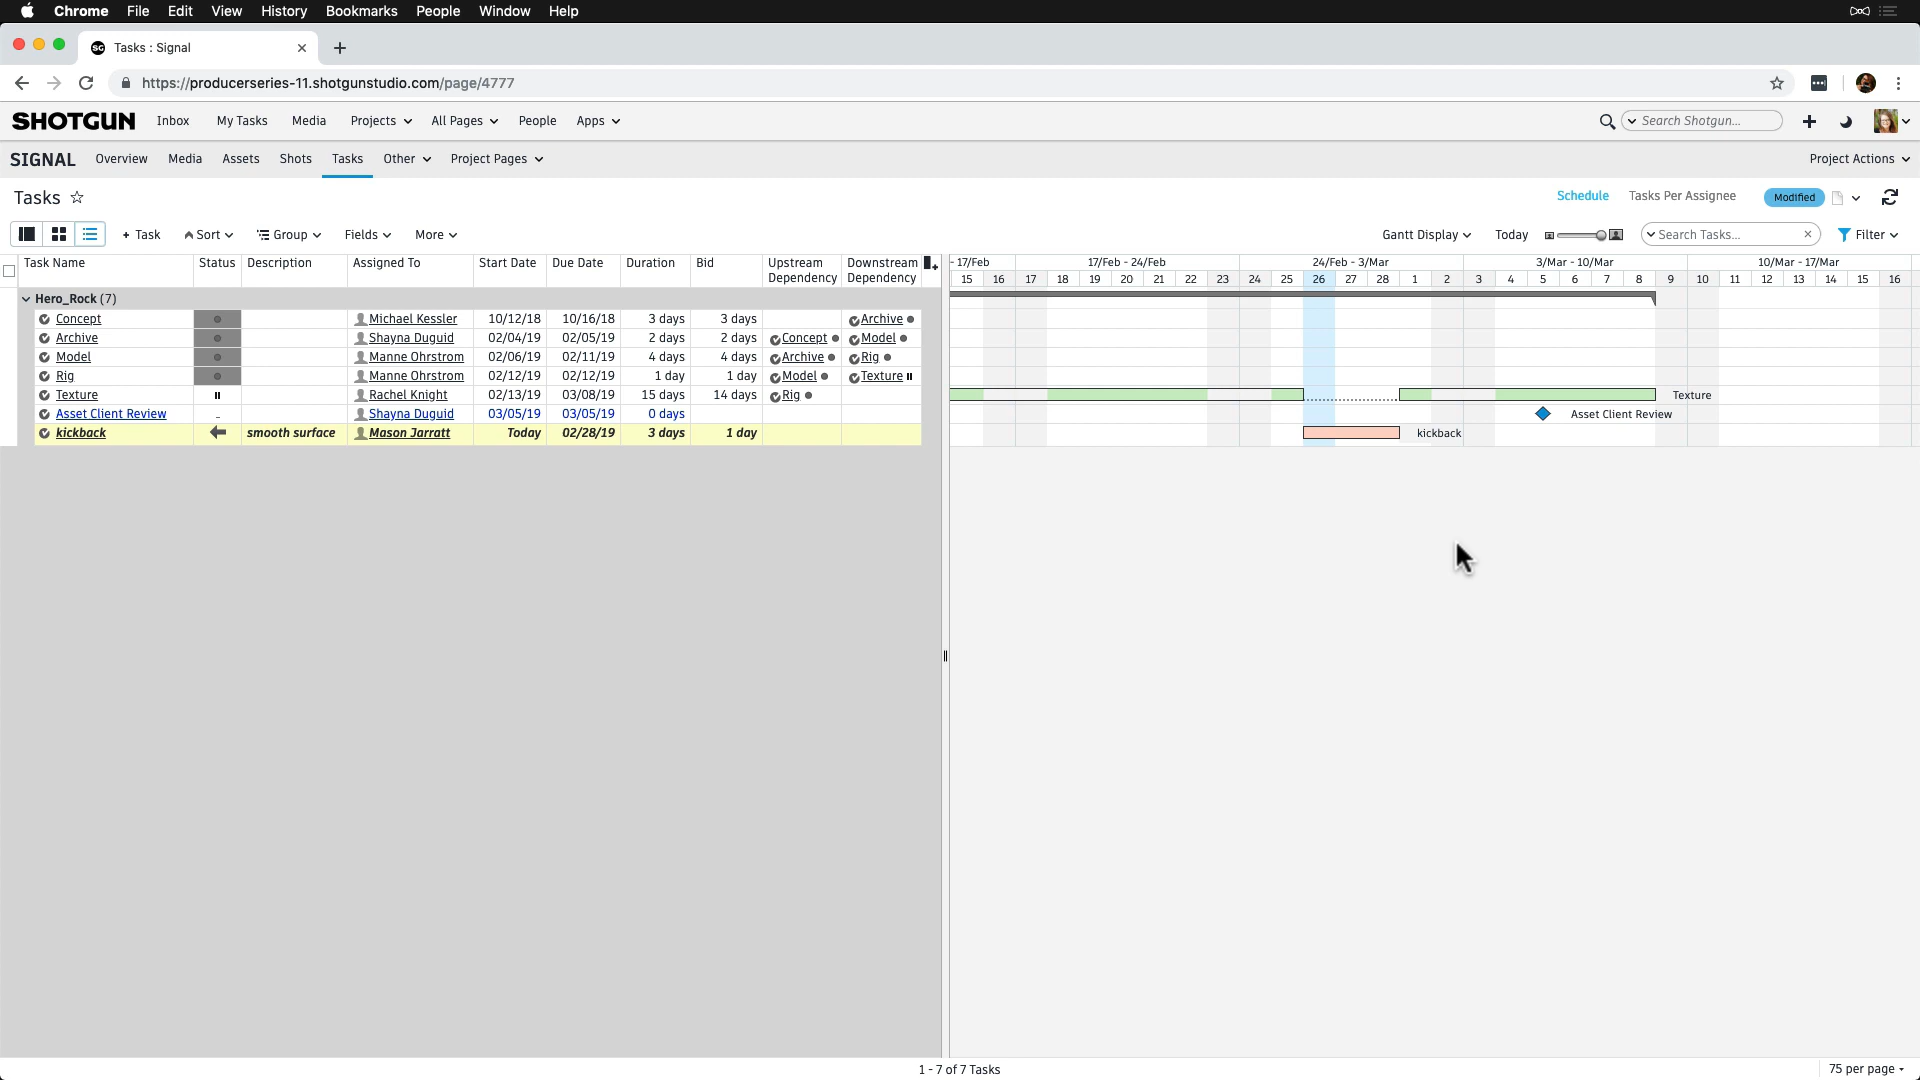 Chrome File Edit View History Bookmarks People Window Help
Tasks : Signal
https://producerseries-11.shotgunstudio.com/page/4777
SHOTGUN Inbox My Tasks Media Projects All Pages People Apps Search Shotgun...
SIGNAL Overview Media Assets Shots Tasks Other Project Pages Project Actions
Tasks Schedule Tasks Per Assignee Modified
+ Task Sort Group Fields More Gantt Display Today Search Tasks... Filter
Task Name Status Description Assigned To Start Date Due Date Duration Bid Upstream Dependency Downstream Dependency
- 17/Feb 17/Feb - 24/Feb 24/Feb - 3/Mar 3/Mar - 10/Mar 10/Mar - 17/Mar
15 16 17 18 19 20 21 22 23 24 25 26 27 28 1 2 3 4 5 6 7 8 9 10 11 12 13 14 15 16
Hero_Rock (7)
Concept Michael Kessler 10/12/18 10/16/18 3 days 3 days Archive
Archive Shayna Duguid 02/04/19 02/05/19 2 days 2 days Concept Model
Model Manne Ohrstrom 02/06/19 02/11/19 4 days 4 days Archive Rig
Rig Manne Ohrstrom 02/12/19 02/12/19 1 day 1 day Model Texture
Texture Rachel Knight 02/13/19 03/08/19 15 days 14 days Rig Texture
Asset Client Review - Shayna Duguid 03/05/19 03/05/19 0 days Asset Client Review
kickback smooth surface Mason Jarratt Today 02/28/19 3 days 1 day kickback
1 - 7 of 7 Tasks
75 per page